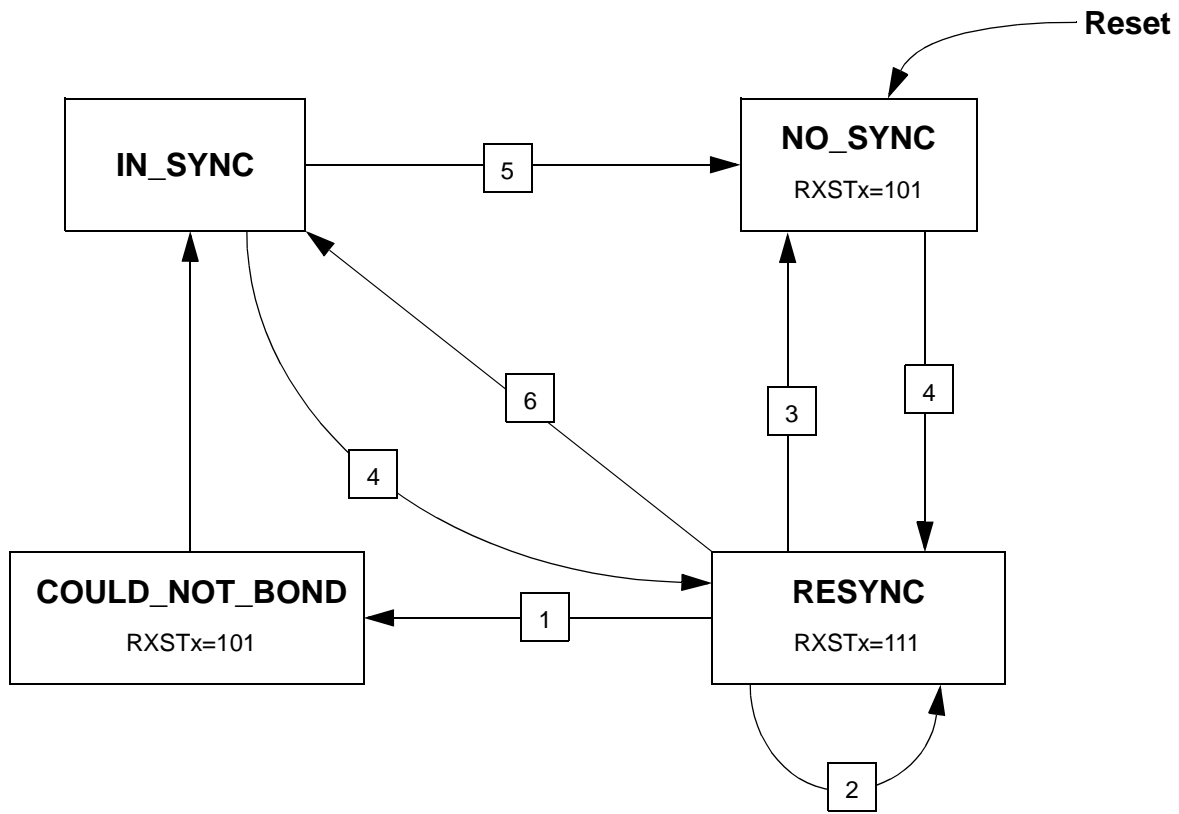 Reset
IN_SYNC
NO_SYNC
RXSTx=101
5
6
3
4
4
COULD_NOT_BOND
RXSTx=101
1
RESYNC
RXSTx=111
2